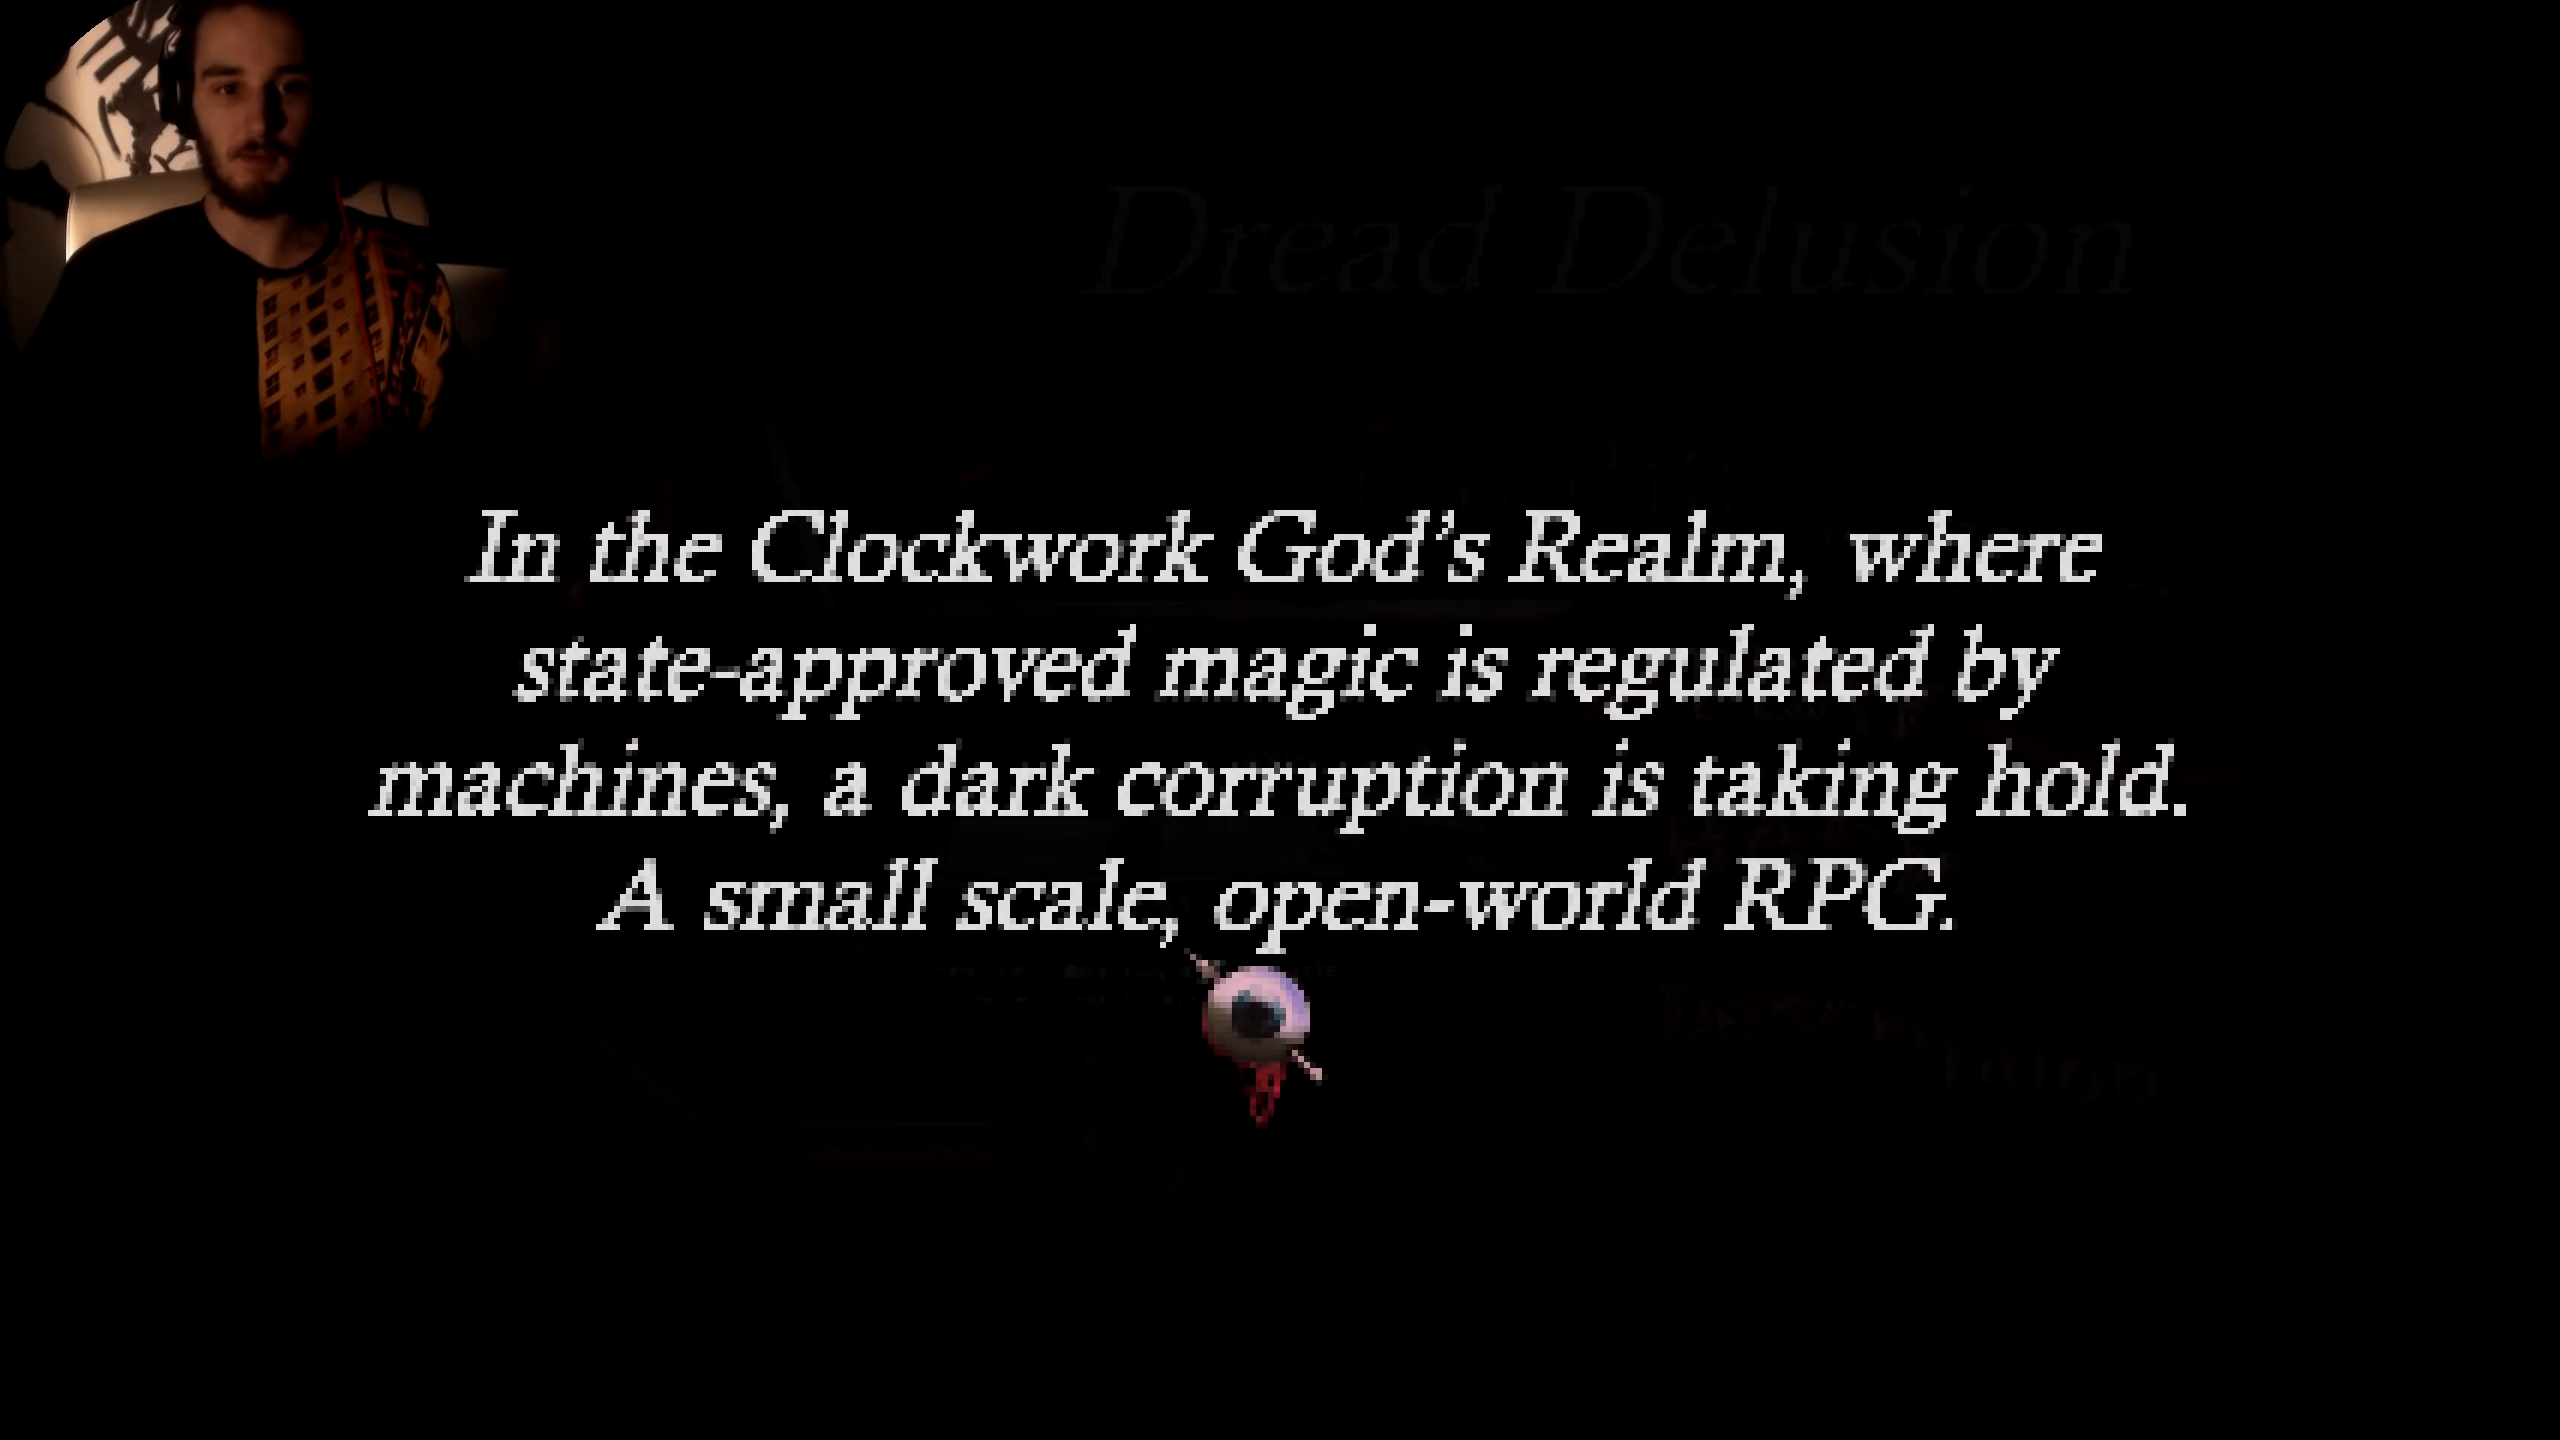 Dread Delusion
In the Clockwork God's Realm, where
state-approved magic is regulated by
machines, a dark corruption is taking hold.
A small scale, open-world RPG.